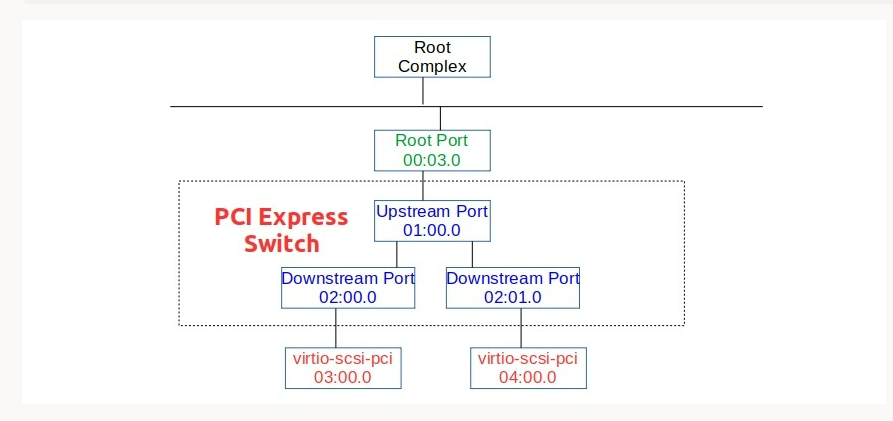 Root
Complex
Root Port
00:03.0
PCI Express
Switch
Upstream Port
01:00.0
Downstream Port
02:00.0
Downstream Port
02:01.0
virtio-scsi-pci
03:00.0
virtio-scsi-pci
04:00.0